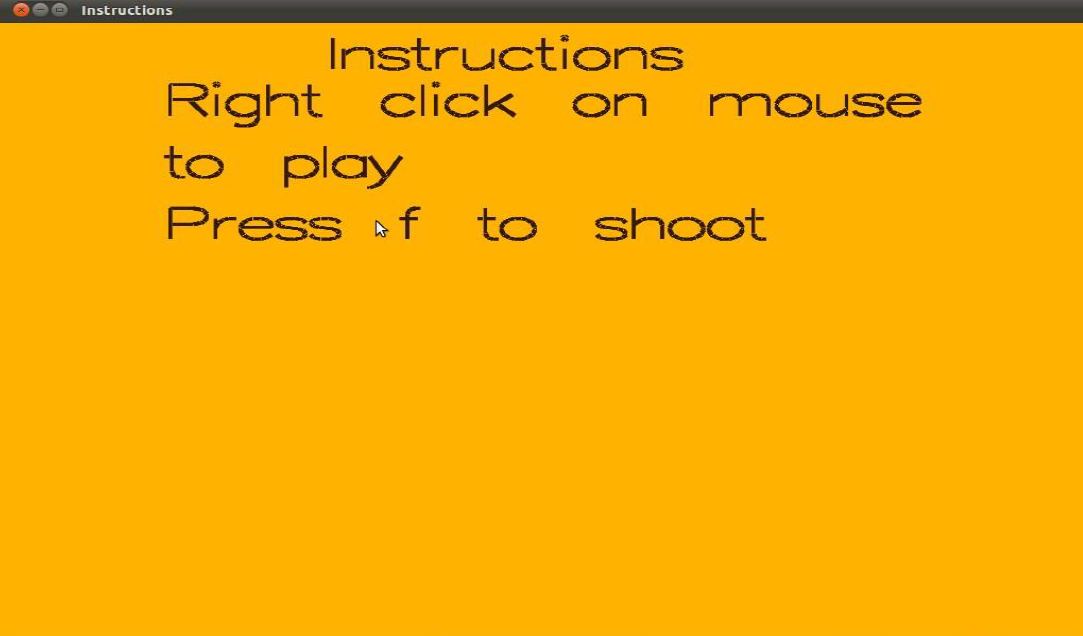 Instructions
Instructions
Right click on mouse
to play
Press f to shoot